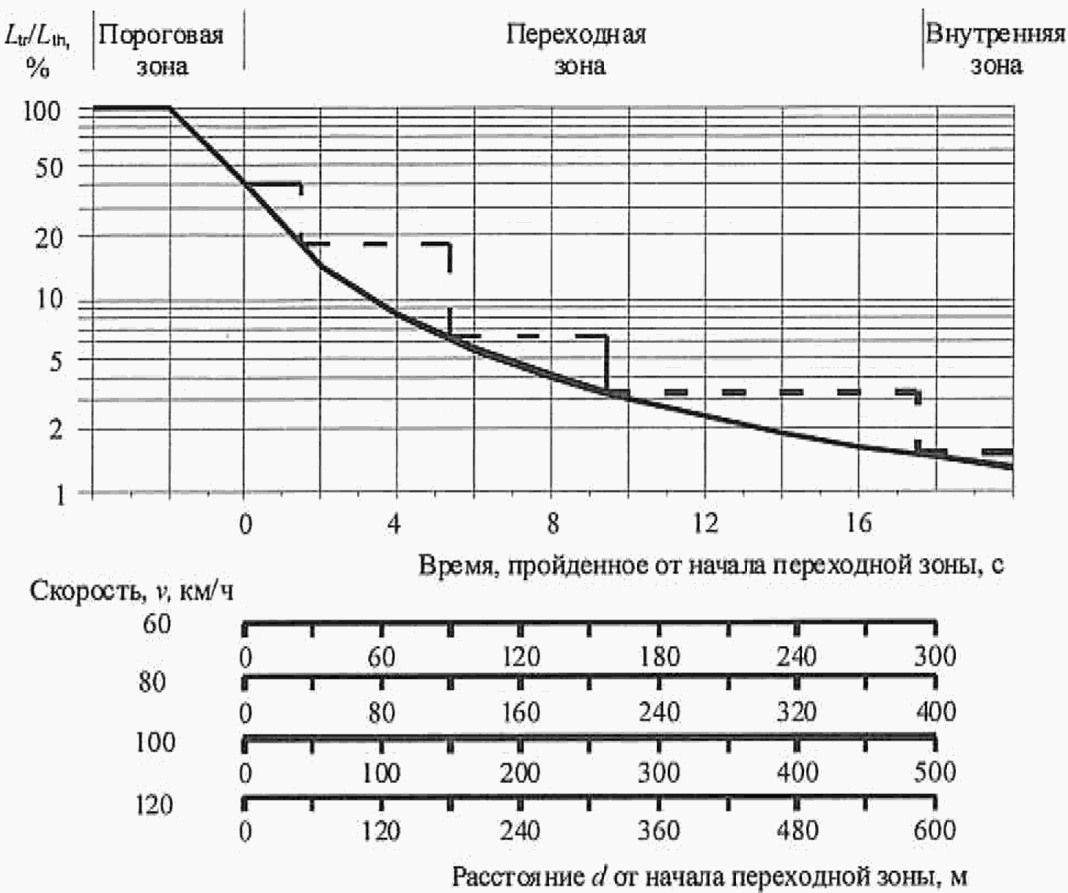 Ltr/Lth, %
Пороговая зона
Переходная зона
Внутренняя зона
100
50
20
10
5
2
1
0 4 8 12 16
Время, пройденное от начала переходной зоны, с
Скорость, v, км/ч
60
0 60 120 180 240 300
80
0 80 160 240 320 400
100
0 100 200 300 400 500
120
0 120 240 360 480 600
Расстояние d от начала переходной зоны, м